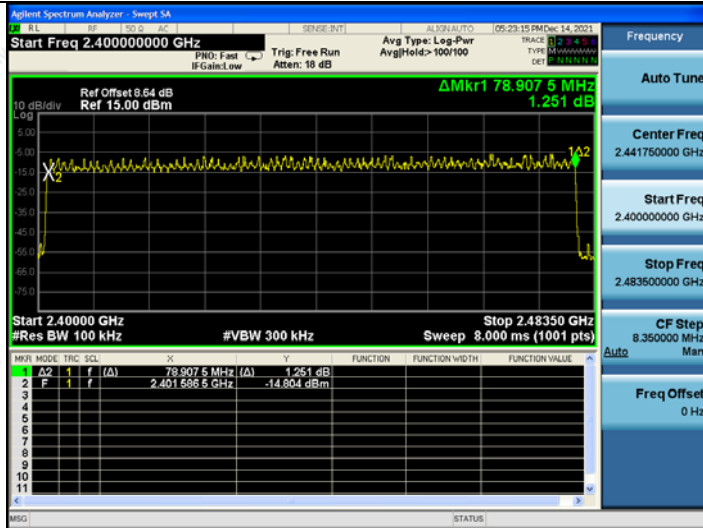 Agilent Spectrum Analyzer - Swept SA
RL RF 50 Ω AC SENSE:INT ALIGN AUTO 05:23:15 PM Dec 14, 2021
Start Freq 2.400000000 GHz
PNO: Fast
IFGain:Low
Trig: Free Run
Atten: 18 dB
Avg Type: Log-Pwr
Avg|Hold:> 100/100
TRACE 1 2 3 4 5 6
TYPE M
DET P N N N N N
ΔMkr1 78.907 5 MHz
1.251 dB
Ref Offset 8.64 dB
10 dB/div Ref 15.00 dBm
Log
5.00
-5.00
-15.0
-25.0
-35.0
-45.0
-55.0
-65.0
-75.0
1Δ2
X2
Start 2.40000 GHz Stop 2.48350 GHz
#Res BW 100 kHz #VBW 300 kHz Sweep 8.000 ms (1001 pts)
MKR MODE TRC SCL X Y FUNCTION FUNCTION WIDTH FUNCTION VALUE
1 Δ2 1 f (Δ) 78.907 5 MHz (Δ) 1.251 dB
2 F 1 f 2.401 586 5 GHz -14.804 dBm
3
4
5
6
7
8
9
10
11
MSG STATUS
Frequency
Auto Tune
Center Freq
2.441750000 GHz
Start Freq
2.400000000 GHz
Stop Freq
2.483500000 GHz
CF Step
8.350000 MHz
Auto Man
Freq Offset
0 Hz